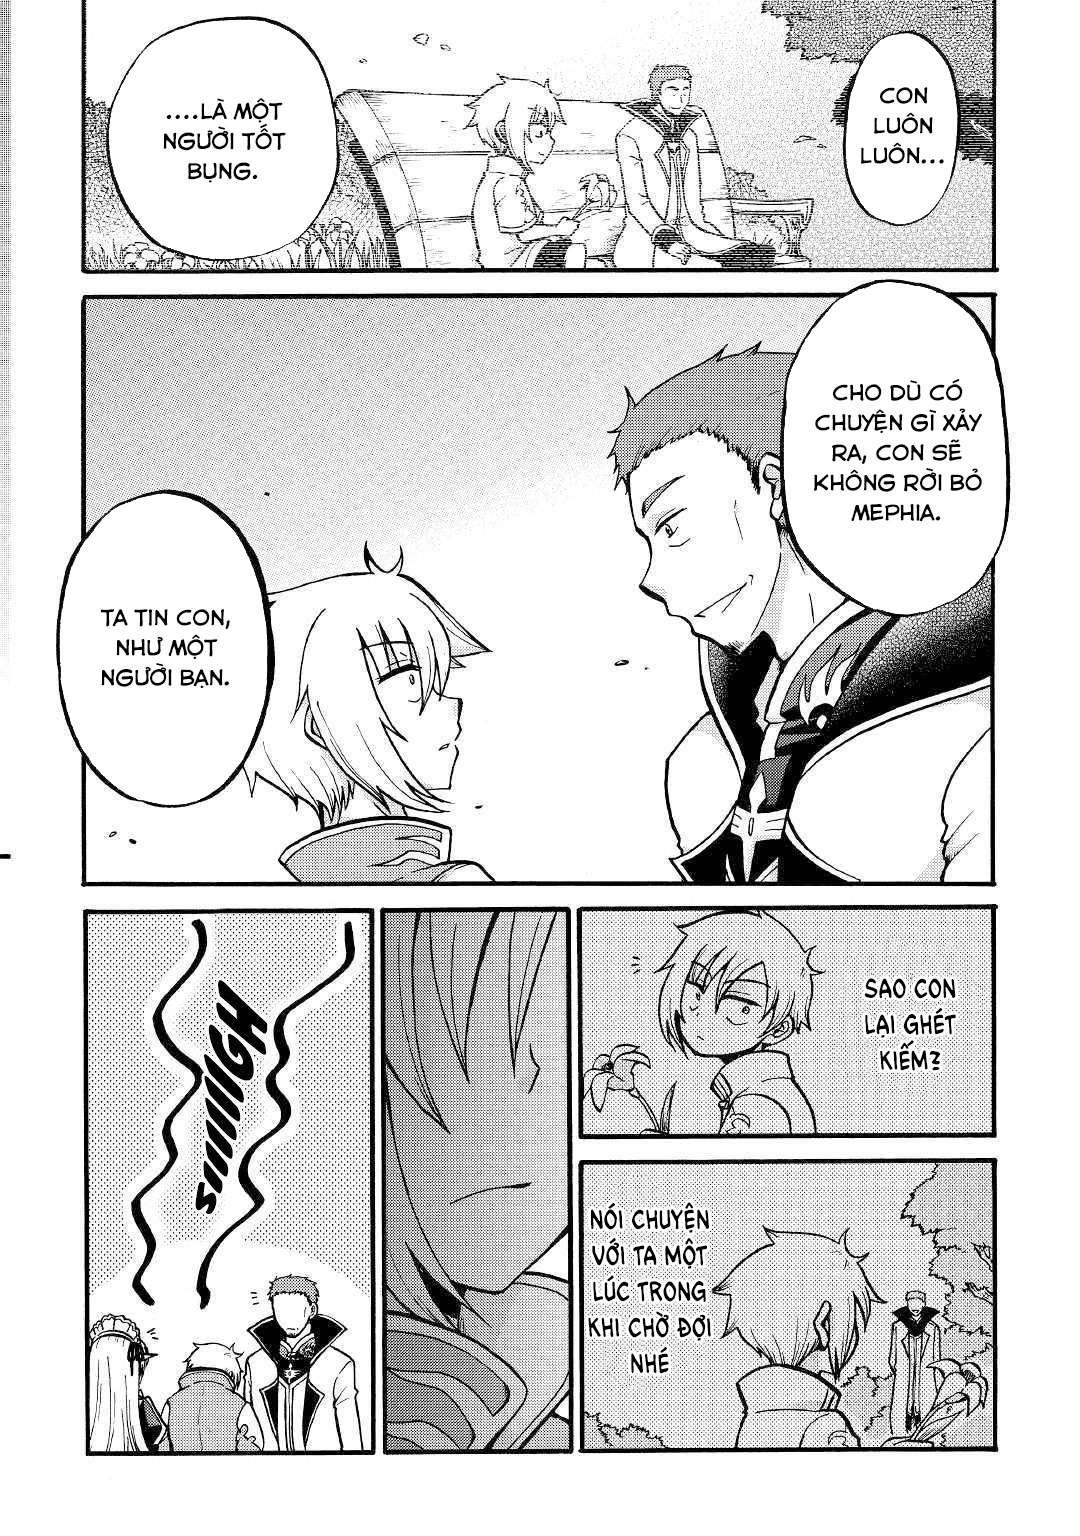 CON
LUÔN
LUÔN...
....LÀ MỘT
NGƯỜI TỐT
BỤNG.
CHO DÙ CÓ
CHUYỆN GÌ XẢY
RA, CON SẼ
KHÔNG RỜI BỎ
MEPHIA.
TA TIN CON,
NHƯ MỘT
NGƯỜI BẠN.
SAO CON
LẠI GHÉT
KIẾM?
NÓI CHUYỆN
VỚI TA MỘT
LÚC TRONG
KHI CHỜ ĐỢI
NHÉ
SIIIIIGH